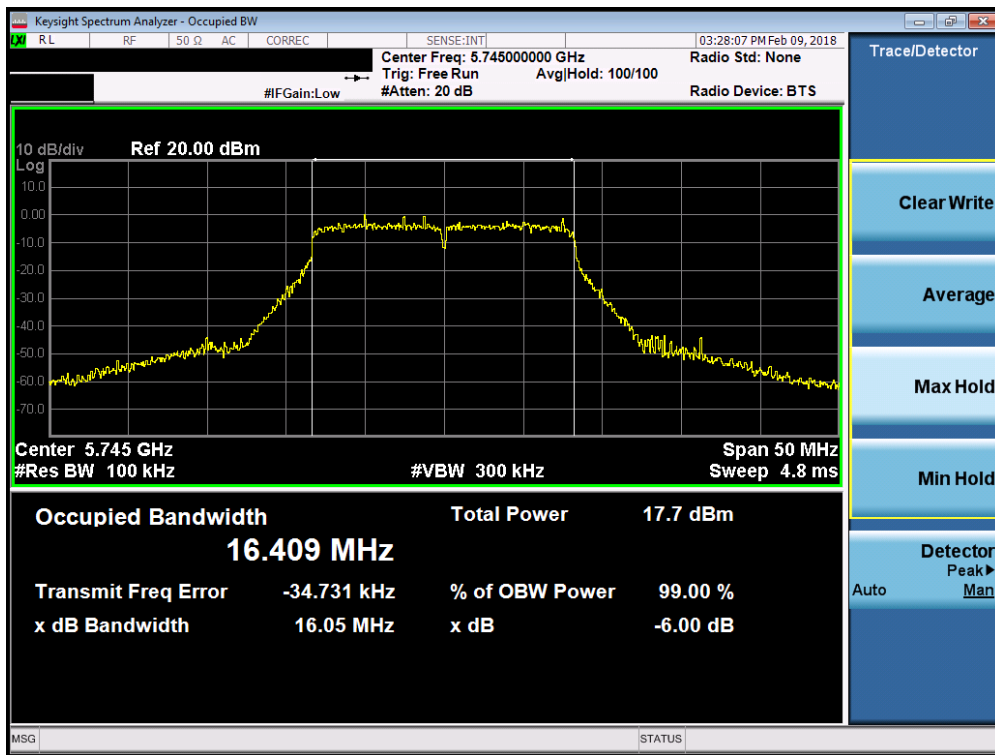 Keysight Spectrum Analyzer - Occupied BW
LXI RL RF 50 Ω AC CORREC SENSE:INT 03:28:07 PM Feb 09, 2018
Center Freq: 5.745000000 GHz Radio Std: None
Trig: Free Run Avg|Hold: 100/100
#IFGain:Low #Atten: 20 dB Radio Device: BTS
10 dB/div Ref 20.00 dBm
Log
10.0
0.00
-10.0
-20.0
-30.0
-40.0
-50.0
-60.0
-70.0
Center 5.745 GHz Span 50 MHz
#Res BW 100 kHz #VBW 300 kHz Sweep 4.8 ms
Occupied Bandwidth Total Power 17.7 dBm
16.409 MHz
Transmit Freq Error -34.731 kHz % of OBW Power 99.00 %
x dB Bandwidth 16.05 MHz x dB -6.00 dB
MSG STATUS
Trace/Detector
Clear Write
Average
Max Hold
Min Hold
Detector
Peak▶
Auto Man